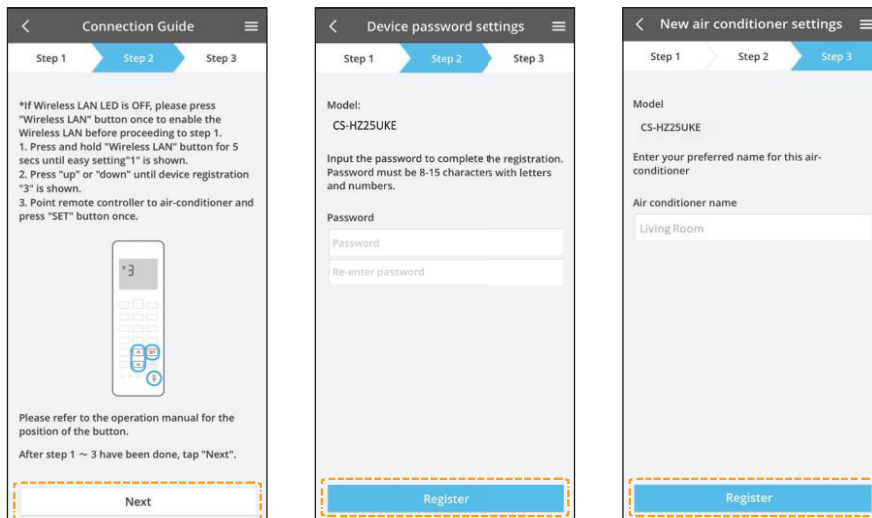 Connection Guide
Step 1 Step 2 Step 3
*If Wireless LAN LED is OFF, please press
"Wireless LAN" button once to enable the
Wireless LAN before proceeding to step 1.
1. Press and hold "Wireless LAN" button for 5
secs until easy setting"1" is shown.
2. Press "up" or "down" until device registration
"3" is shown.
3. Point remote controller to air-conditioner and
press "SET" button once.
3
SET
Please refer to the operation manual for the
position of the button.
After step 1 ~ 3 have been done, tap "Next".
Next
Device password settings
Step 1 Step 2 Step 3
Model:
CS-HZ25UKE
Input the password to complete the registration.
Password must be 8-15 characters with letters
and numbers.
Password
Password
Re-enter password
Register
New air conditioner settings
Step 1 Step 2 Step 3
Model
CS-HZ25UKE
Enter your preferred name for this air-
conditioner
Air conditioner name
Living Room
Register